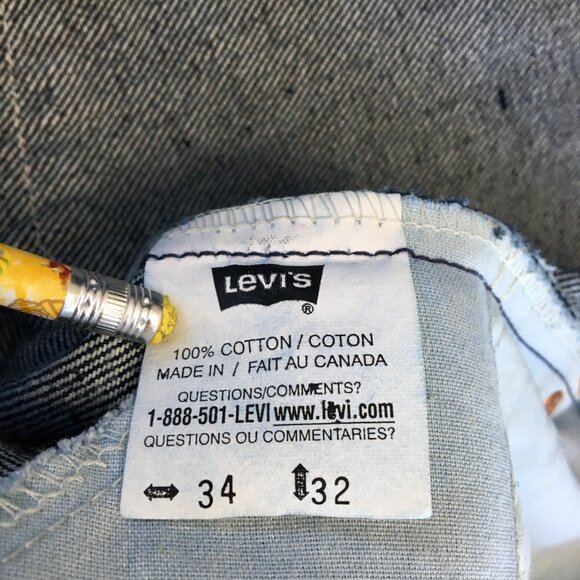 LEVI'S
®
100% COTTON / COTON
MADE IN / FAIT AU CANADA
QUESTIONS/COMMENTS?
1-888-501-LEVI www.levi.com
QUESTIONS OU COMMENTAIRES?
34 32